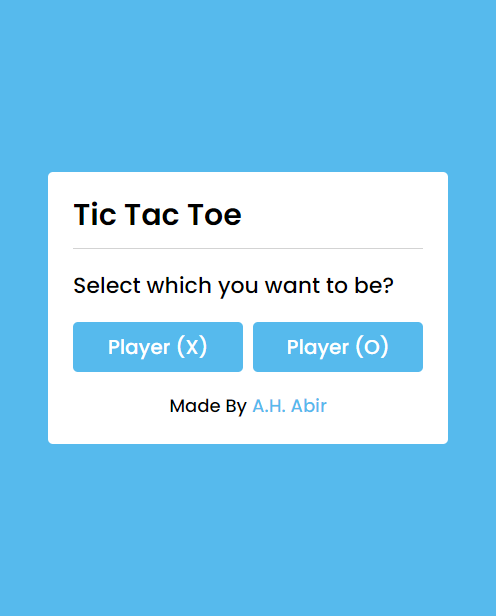 Tic Tac Toe
Select which you want to be?
Player (X) Player (O)
Made By A.H. Abir